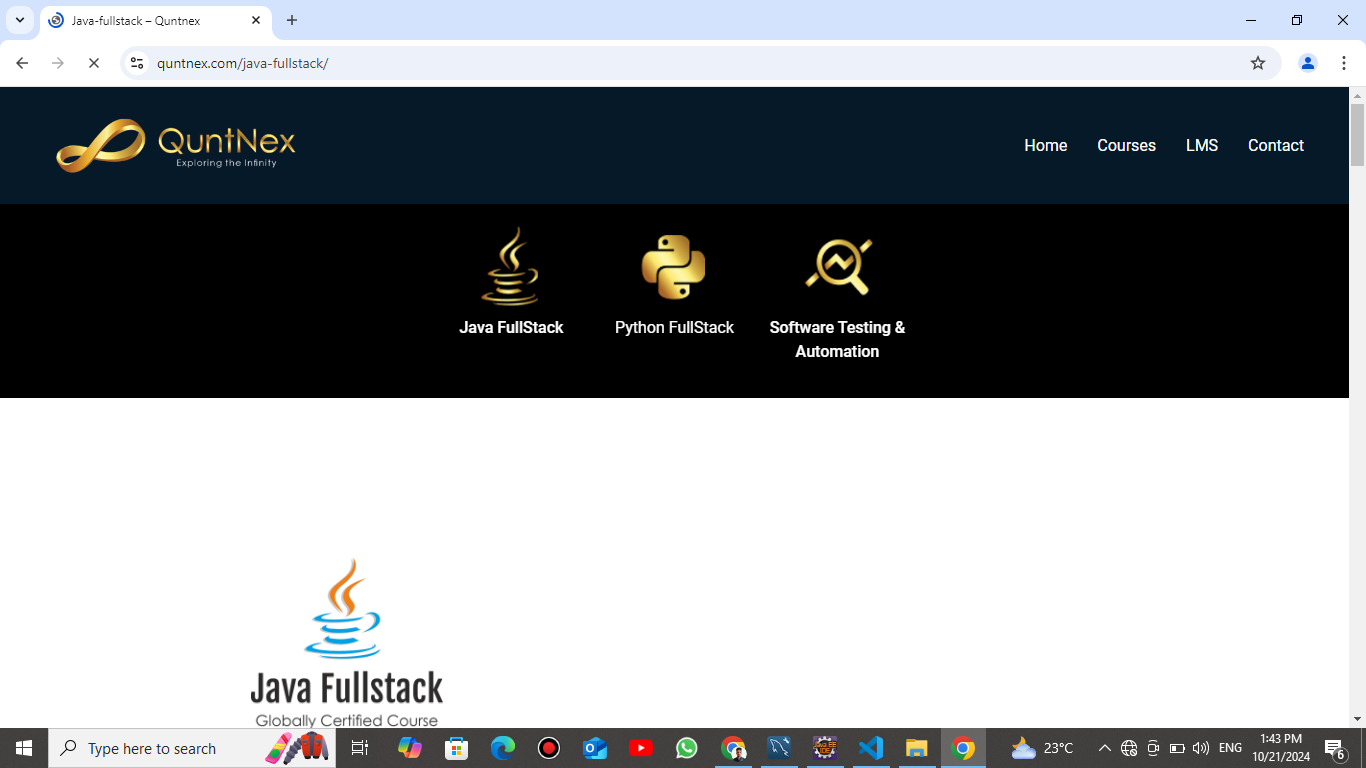 Java-fullstack – Quntnex
quntnex.com/java-fullstack/
QuntNex
Exploring the Infinity
Home Courses LMS Contact
Java FullStack
Python FullStack
Software Testing &
Automation
Java Fullstack
Globally Certified Course
Type here to search
23°C
ENG
1:43 PM
10/21/2024
6